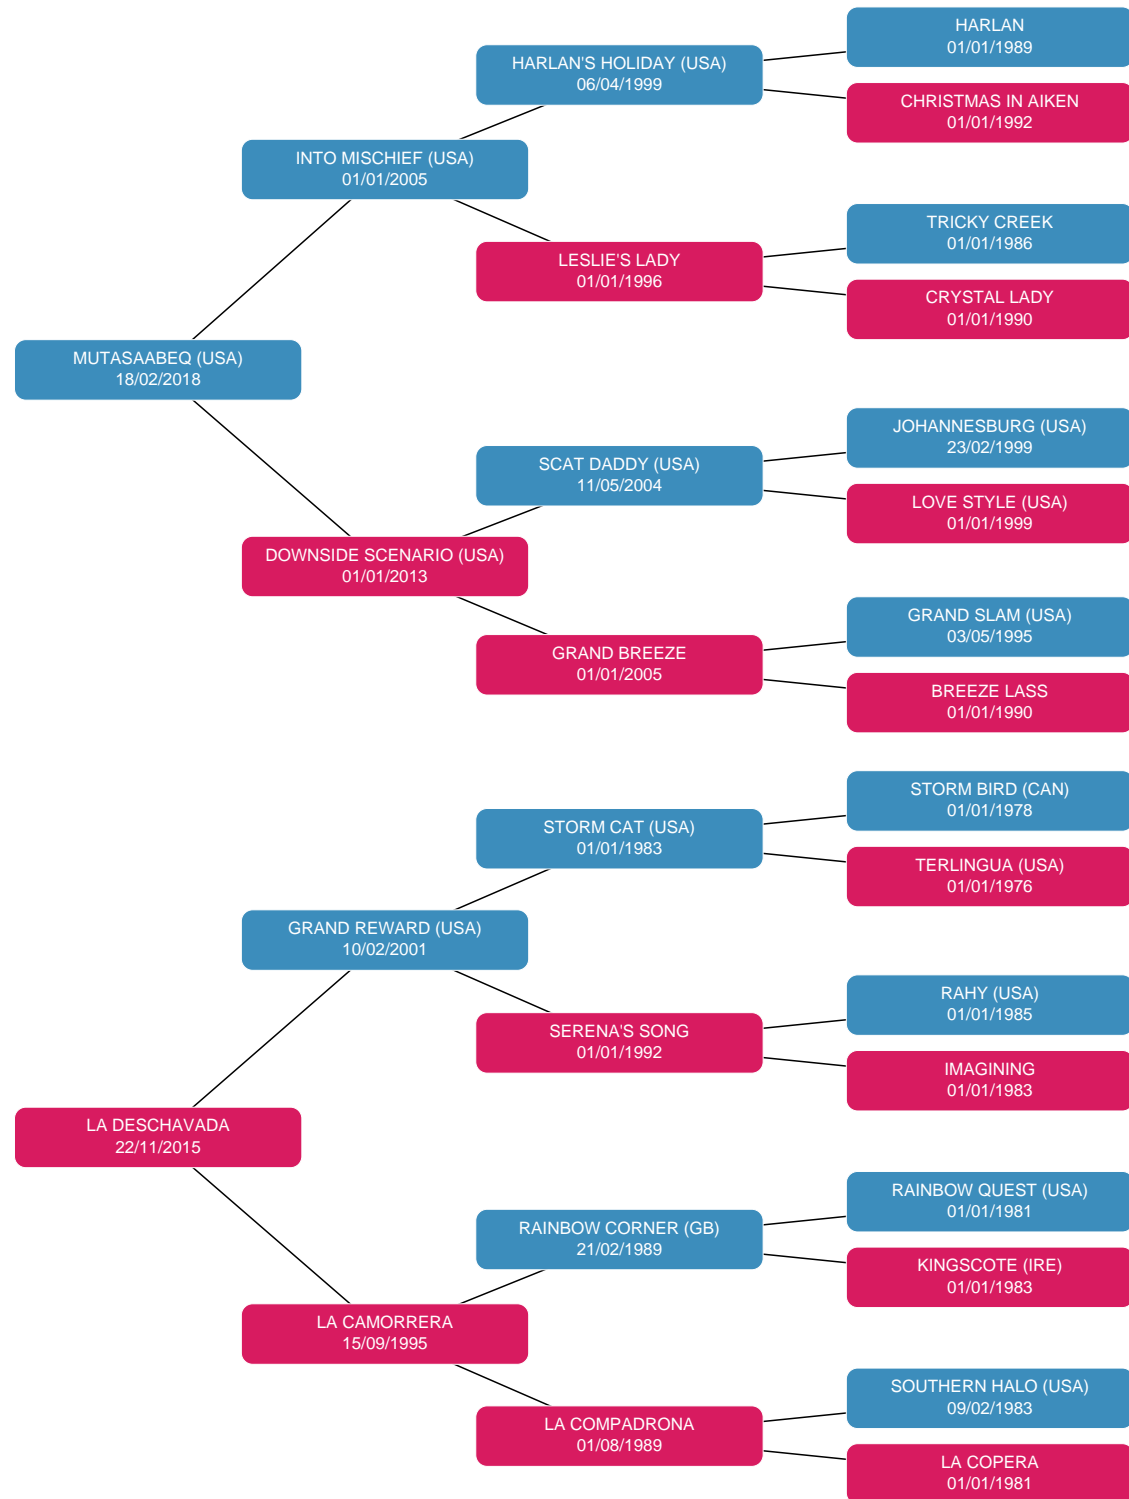 HARLAN
01/01/1989
HARLAN'S HOLIDAY (USA)
06/04/1999
CHRISTMAS IN AIKEN
01/01/1992
INTO MISCHIEF (USA)
01/01/2005
TRICKY CREEK
01/01/1986
LESLIE'S LADY
01/01/1996
CRYSTAL LADY
01/01/1990
MUTASAABEQ (USA)
18/02/2018
JOHANNESBURG (USA)
23/02/1999
SCAT DADDY (USA)
11/05/2004
LOVE STYLE (USA)
01/01/1999
DOWNSIDE SCENARIO (USA)
01/01/2013
GRAND SLAM (USA)
03/05/1995
GRAND BREEZE
01/01/2005
BREEZE LASS
01/01/1990
STORM BIRD (CAN)
01/01/1978
STORM CAT (USA)
01/01/1983
TERLINGUA (USA)
01/01/1976
GRAND REWARD (USA)
10/02/2001
RAHY (USA)
01/01/1985
SERENA'S SONG
01/01/1992
IMAGINING
01/01/1983
LA DESCHAVADA
22/11/2015
RAINBOW QUEST (USA)
01/01/1981
RAINBOW CORNER (GB)
21/02/1989
KINGSCOTE (IRE)
01/01/1983
LA CAMORRERA
15/09/1995
SOUTHERN HALO (USA)
09/02/1983
LA COMPADRONA
01/08/1989
LA COPERA
01/01/1981